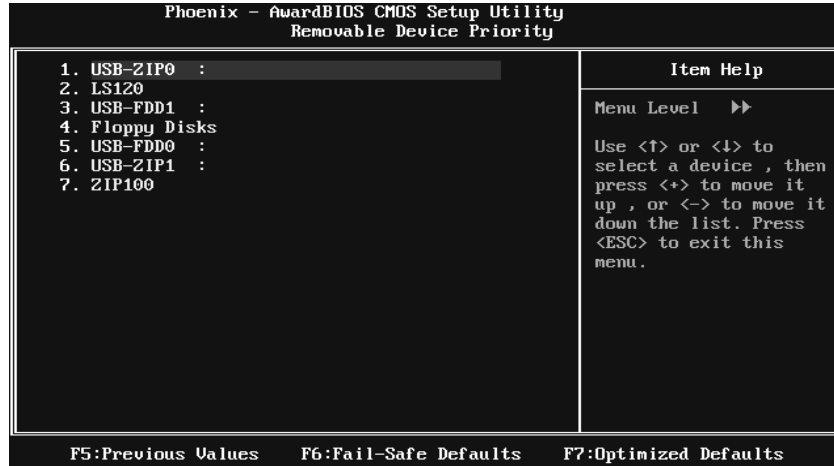 Phoenix - AwardBIOS CMOS Setup Utility
Removable Device Priority
1. USB-ZIP0 :
2. LS120
3. USB-FDD1 :
4. Floppy Disks
5. USB-FDD0 :
6. USB-ZIP1 :
7. ZIP100
Item Help
Menu Level ▶▶
Use <↑> or <↓> to
select a device , then
press <+> to move it
up , or <-> to move it
down the list. Press
<ESC> to exit this
menu.
F5:Previous Values F6:Fail-Safe Defaults F7:Optimized Defaults